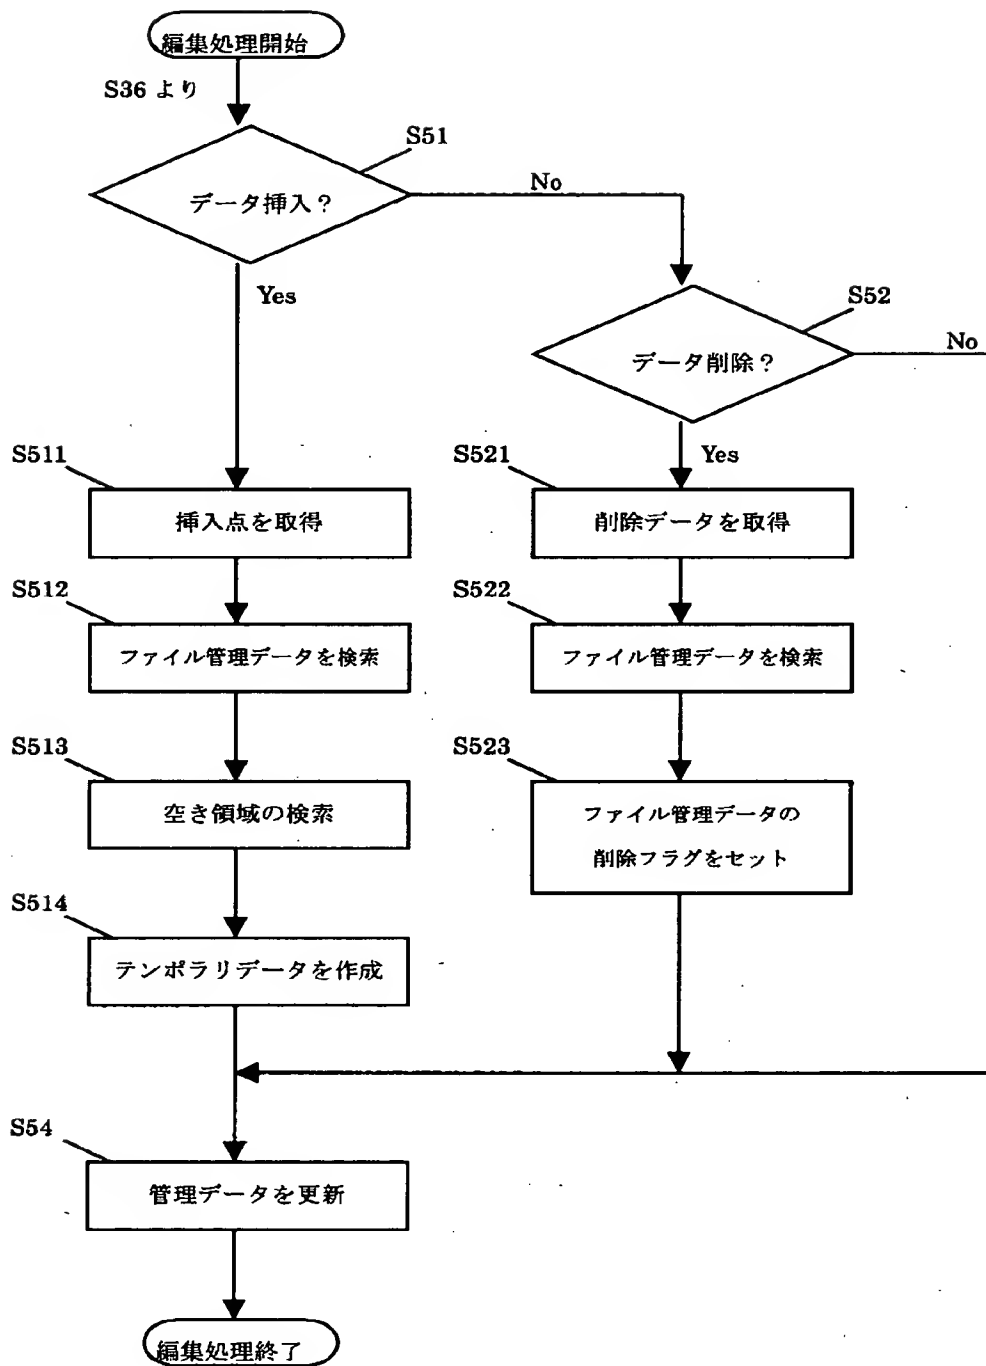 編集処理開始
S36 より
S51
データ挿入？
No
Yes
S52
データ削除？
No
Yes
S511
挿入点を取得
S521
削除データを取得
S512
ファイル管理データを検索
S522
ファイル管理データを検索
S513
空き領域の検索
S523
ファイル管理データの
削除フラグをセット
S514
テンポラリデータを作成
S54
管理データを更新
編集処理終了